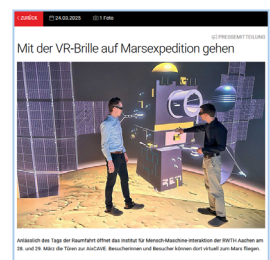 ZURÜCK 24.03.2025 1 Foto
PRESSEMITTEILUNG
Mit der VR-Brille auf Marsexpedition gehen
Anlässlich des Tags der Raumfahrt öffnet das Institut für Mensch-Maschine-Interaktion der RWTH Aachen am
28. und 29. März die Türen zur AixCAVE. Besucherinnen und Besucher können dort virtuell zum Mars fliegen.